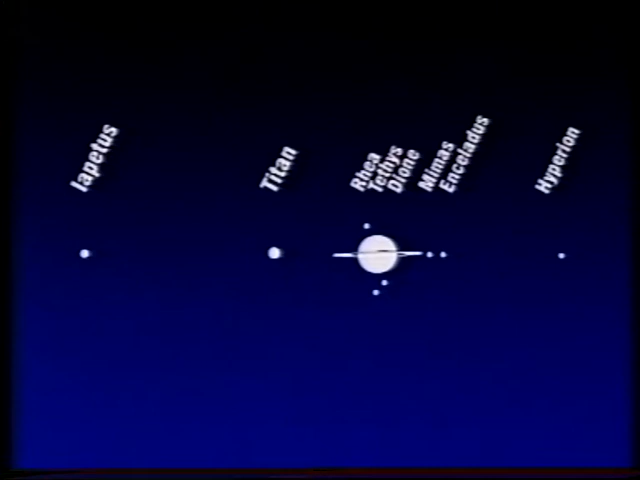 Iapetus
Titan
Rhea
Tethys
Dione
Mimas
Enceladus
Hyperion